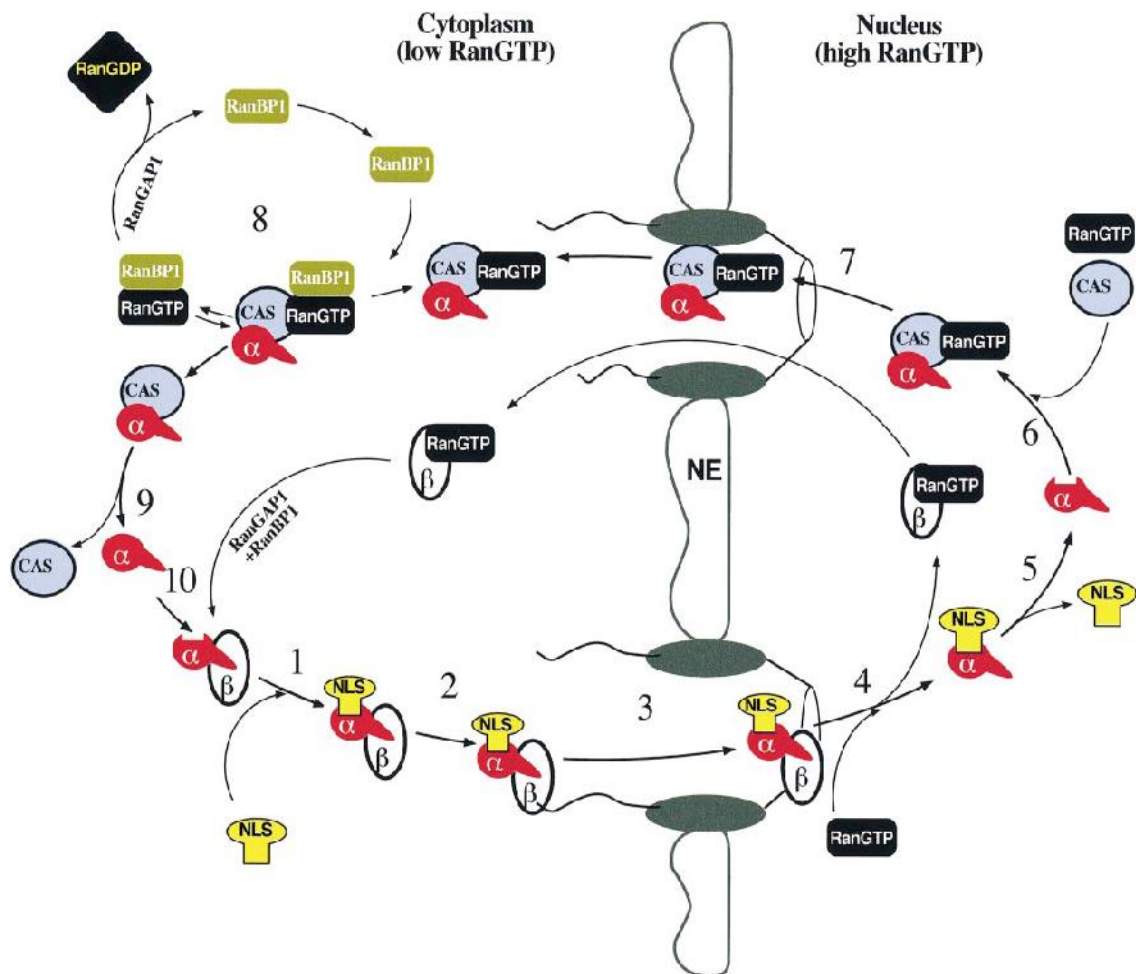 Cytoplasm
(low RanGTP)
Nucleus
(high RanGTP)
RanGDP
RanBP1
RanBP1
RanGAP1
8
RanBP1
RanGTP
RanBP1
CAS
RanGTP
α
CAS
RanGTP
α
CAS
RanGTP
α
7
RanGTP
CAS
CAS
RanGTP
α
6
CAS
α
RanGTP
β
NE
RanGTP
β
α
9
CAS
α
10
RanGAP1
+RanBP1
5
NLS
NLS
α
α
β
1
NLS
α
β
2
NLS
α
β
3
NLS
α
β
4
NLS
RanGTP